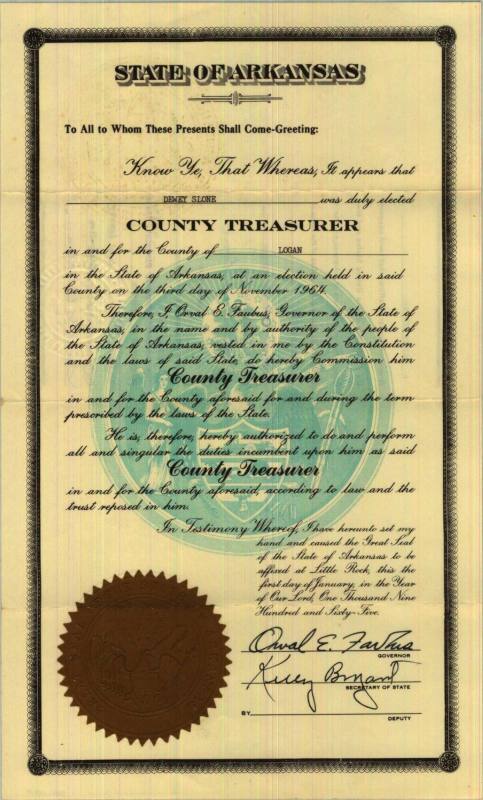 STATE OF ARKANSAS
To All to Whom These Presents Shall Come-Greeting:
Know Ye, That Whereas, It appears that
DEWEY SLONE was duly elected
COUNTY TREASURER
in and for the County of LOGAN
in the State of Arkansas, at an election held in said
County on the third day of November 1964.
Therefore, I, Orval E. Faubus, Governor of the State of
Arkansas, in the name and by authority of the people of
the State of Arkansas, vested in me by the Constitution
and the laws of said State, do hereby Commission him
County Treasurer
in and for the County aforesaid for and during the term
prescribed by the laws of the State.
He is, therefore, hereby authorized to do and perform
all and singular the duties incumbent upon him as said
County Treasurer
in and for the County aforesaid, according to law and the
trust reposed in him.
In Testimony Whereof, I have hereunto set my
hand and caused the Great Seal
of the State of Arkansas to be
affixed at Little Rock, this the
first day of January, in the Year
of Our Lord, One Thousand Nine
Hundred and Sixty-Five.
Orval E. Faubus
GOVERNOR
Kelly Bryant
SECRETARY OF STATE
BY
DEPUTY